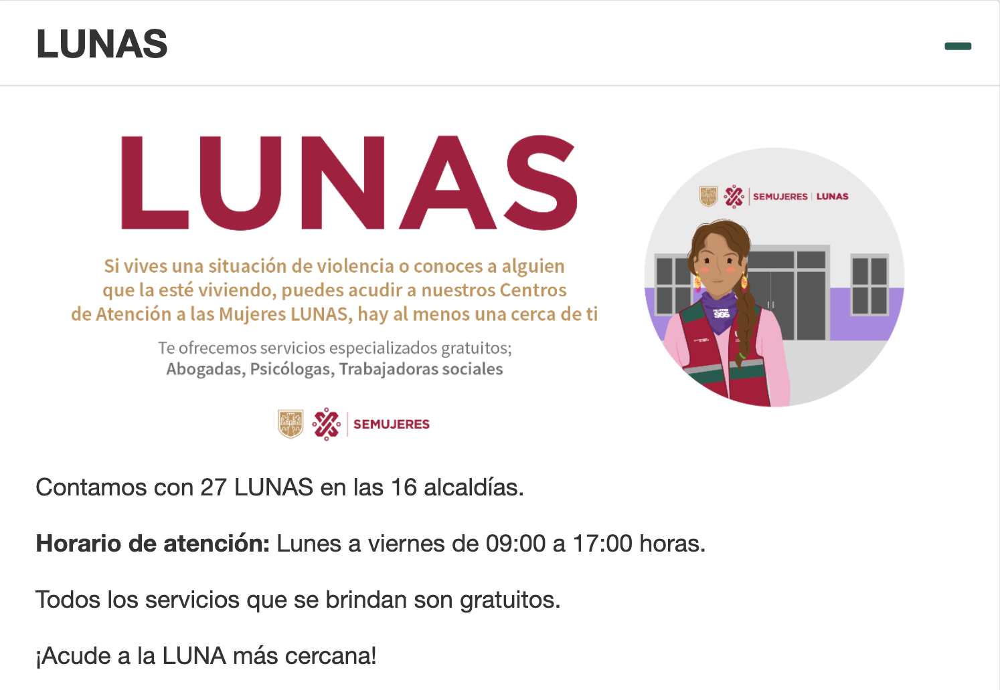 LUNAS
LUNAS
Si vives una situación de violencia o conoces a alguien
que la esté viviendo, puedes acudir a nuestros Centros
de Atención a las Mujeres LUNAS, hay al menos una cerca de ti
Te ofrecemos servicios especializados gratuitos;
Abogadas, Psicólogas, Trabajadoras sociales
SEMUJERES
SEMUJERES | LUNAS
SOS
Contamos con 27 LUNAS en las 16 alcaldías.
Horario de atención: Lunes a viernes de 09:00 a 17:00 horas.
Todos los servicios que se brindan son gratuitos.
¡Acude a la LUNA más cercana!